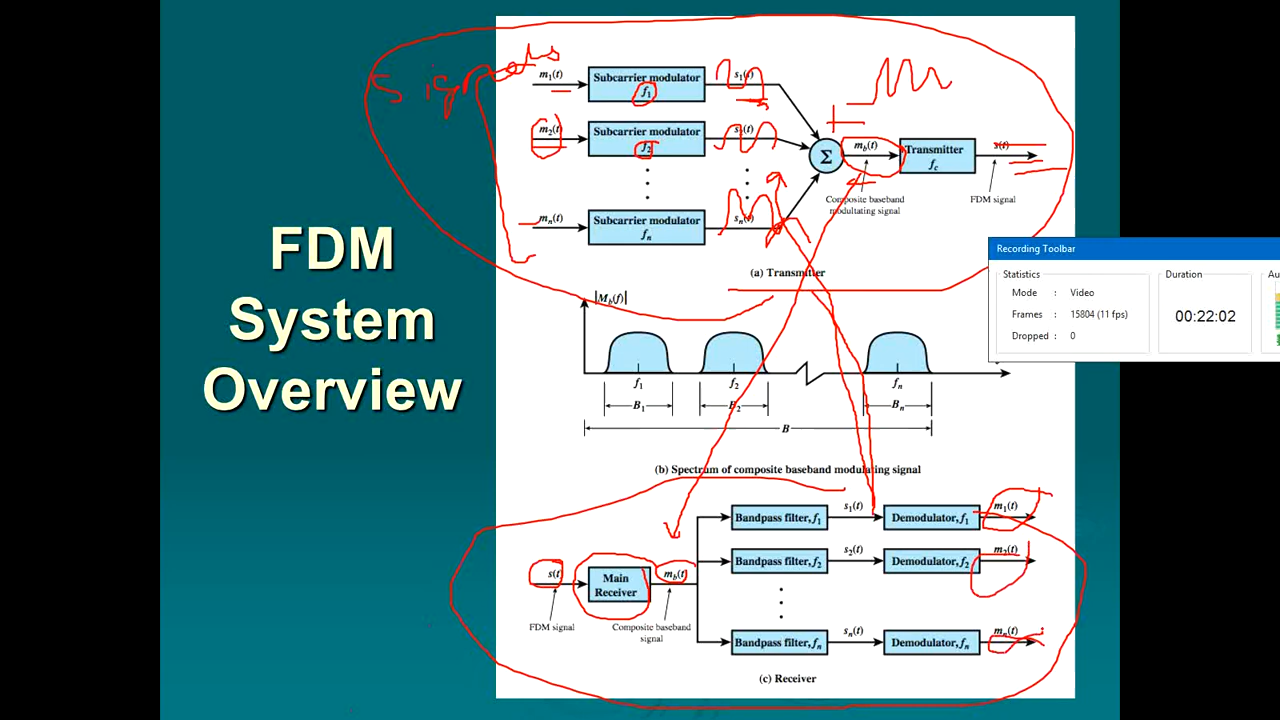 FDM
System
Overview
Signals
m1(t)
Subcarrier modulator
f1
s1(t)
m2(t)
Subcarrier modulator
f2
s2(t)
mn(t)
Subcarrier modulator
fn
sn(t)
Σ
mb(t)
Transmitter
fc
s(t)
Composite baseband
modultating signal
FDM signal
(a) Transmitter
|Mb(f)|
f1
f2
fn
B1
B2
Bn
B
(b) Spectrum of composite baseband modulating signal
s(t)
Main
Receiver
mb(t)
FDM signal
Composite baseband
signal
Bandpass filter, f1
s1(t)
Demodulator, f1
m1(t)
Bandpass filter, f2
s2(t)
Demodulator, f2
m2(t)
Bandpass filter, fn
sn(t)
Demodulator, fn
mn(t)
(c) Receiver
Recording Toolbar
Statistics
Mode : Video
Frames : 15804 (11 fps)
Dropped : 0
Duration
00:22:02
Au